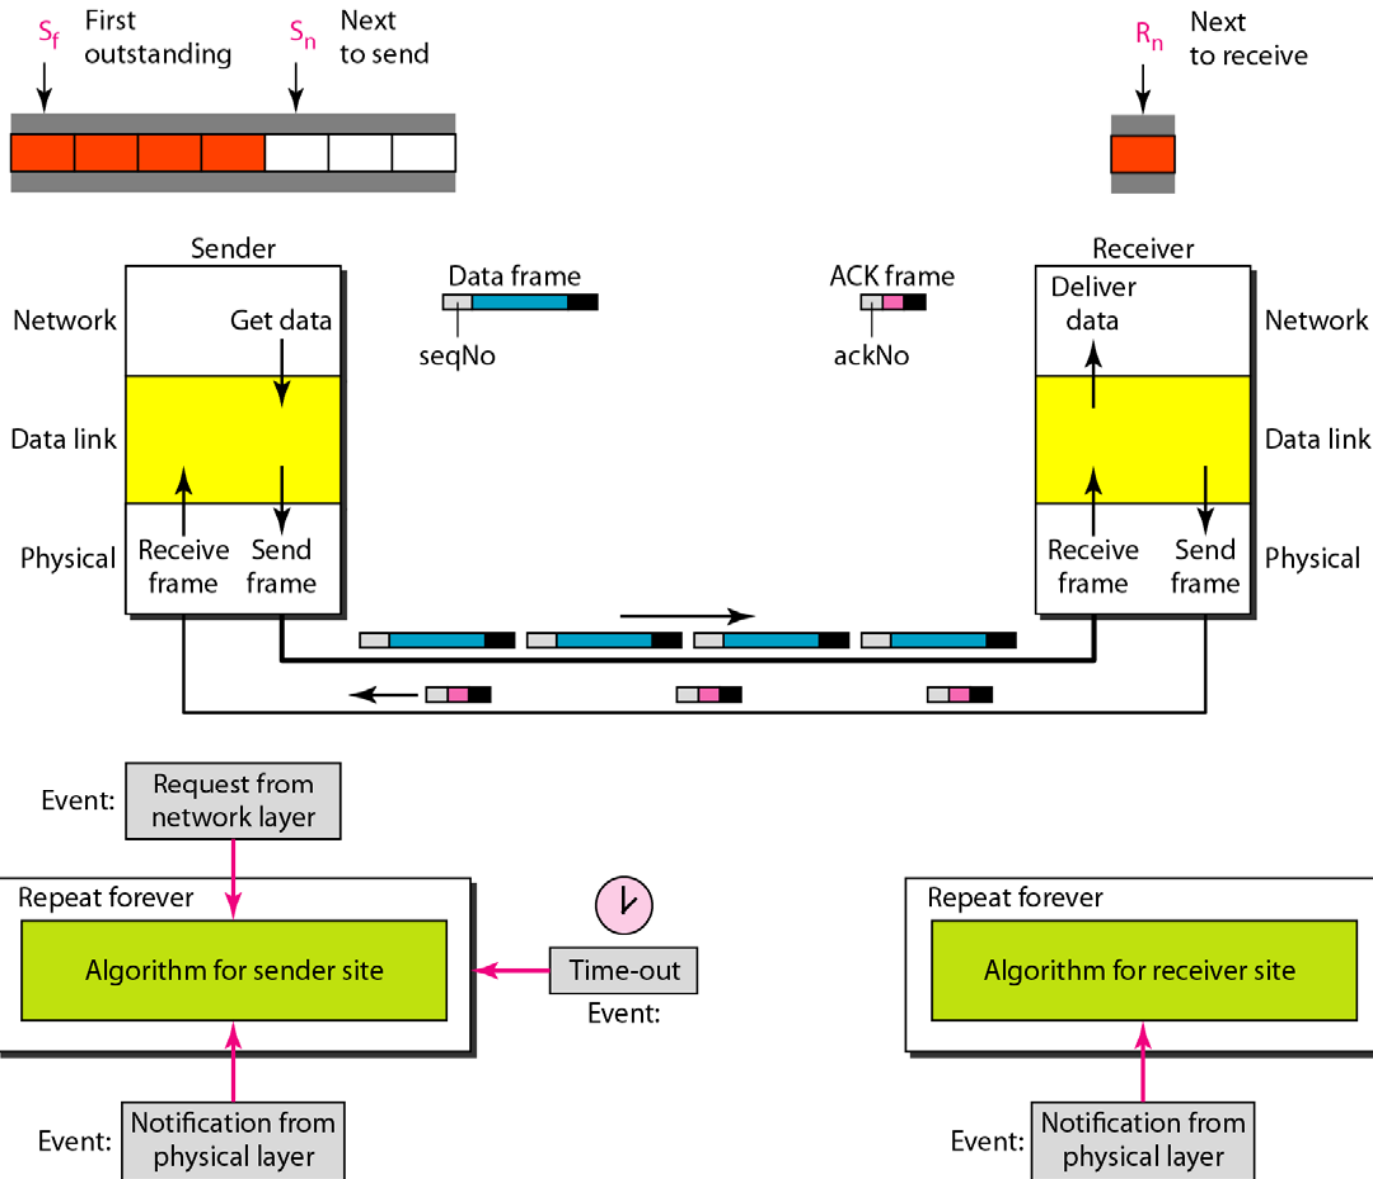 Sf First
outstanding
Sn Next
to send
Rn Next
to receive
Sender
Data frame
seqNo
ACK frame
ackNo
Receiver
Network
Get data
Deliver
data
Network
Data link
Data link
Physical
Receive
frame
Send
frame
Receive
frame
Send
frame
Physical
Event:
Request from
network layer
Repeat forever
Algorithm for sender site
Time-out
Event:
Repeat forever
Algorithm for receiver site
Event:
Notification from
physical layer
Event:
Notification from
physical layer